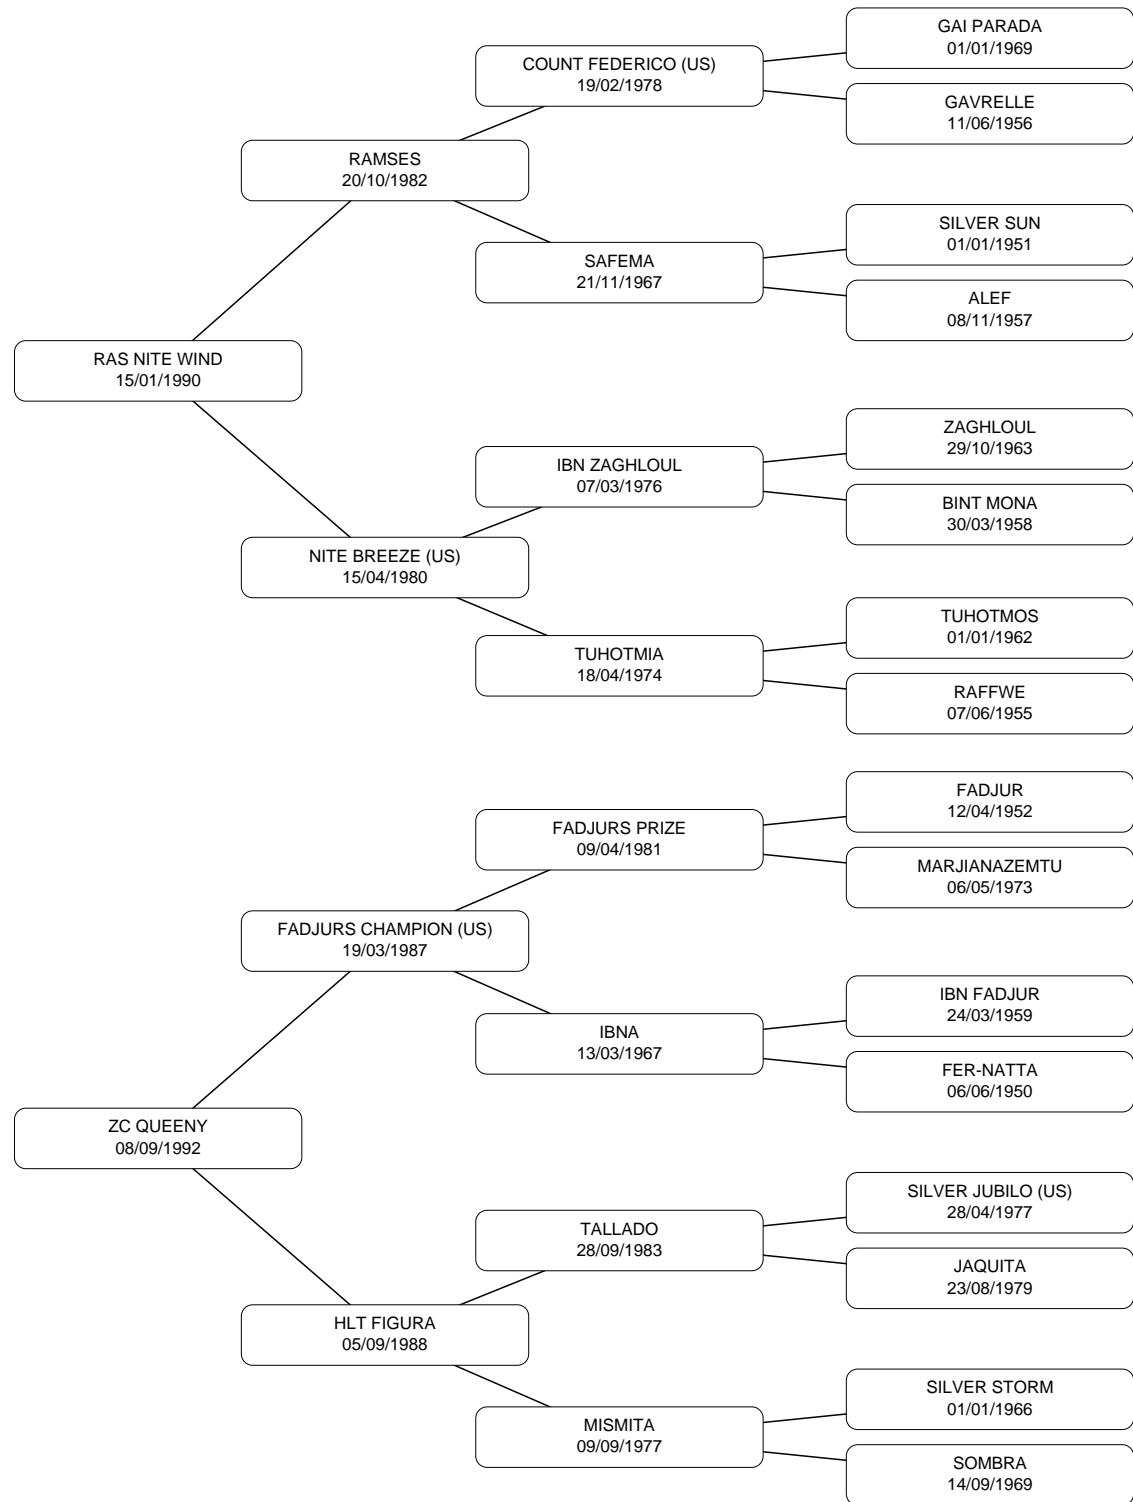 GAI PARADA
01/01/1969
COUNT FEDERICO (US)
19/02/1978
GAVRELLE
11/06/1956
RAMSES
20/10/1982
SILVER SUN
01/01/1951
SAFEMA
21/11/1967
ALEF
08/11/1957
RAS NITE WIND
15/01/1990
ZAGHLOUL
29/10/1963
IBN ZAGHLOUL
07/03/1976
BINT MONA
30/03/1958
NITE BREEZE (US)
15/04/1980
TUHOTMOS
01/01/1962
TUHOTMIA
18/04/1974
RAFFWE
07/06/1955
FADJUR
12/04/1952
FADJURS PRIZE
09/04/1981
MARJIANAZEMTU
06/05/1973
FADJURS CHAMPION (US)
19/03/1987
IBN FADJUR
24/03/1959
IBNA
13/03/1967
FER-NATTA
06/06/1950
ZC QUEENY
08/09/1992
SILVER JUBILO (US)
28/04/1977
TALLADO
28/09/1983
JAQUITA
23/08/1979
HLT FIGURA
05/09/1988
SILVER STORM
01/01/1966
MISMITA
09/09/1977
SOMBRA
14/09/1969